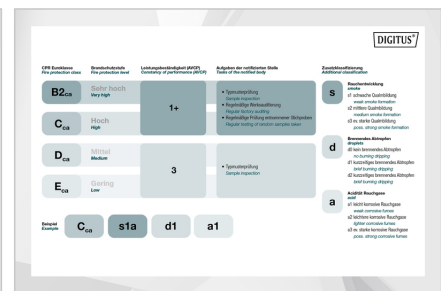 DIGITUS®
CPR Euroklasse
Fire protection class
Brandschutzstufe
Fire protection level
Leistungsbeständigkeit (AVCP)
Constancy of performance (AVCP)
Aufgaben der notifizierten Stelle
Tasks of the notified body
Zusatzklassifizierung
Additional classification
B2ca
Sehr hoch
Very high
Cca
Hoch
High
1+
• Typenüberprüfung
Sample inspection
• Regelmäßige Werksauditierung
Regular factory auditing
• Regelmäßige Prüfung entnommener Stichproben
Regular testing of random samples taken
Dca
Mittel
Medium
Eca
Gering
Low
3
• Typenüberprüfung
Sample inspection
s
Rauchentwicklung
smoke
s1 schwache Qualmbildung
weak smoke formation
s2 mittlere Qualmbildung
medium smoke formation
s3 ev. starke Qualmbildung
poss. strong smoke formation
d
Brennendes Abtropfen
droplets
d0 kein brennendes Abtropfen
no burning dripping
d1 kurzzeitiges brennendes Abtropfen
brief burning dripping
d2 kurzzeitiges brennendes Abtropfen
brief burning dripping
a
Acidität Rauchgase
acid
a1 leicht korrosive Rauchgase
weak corrosive fumes
a2 leichtere korrosive Rauchgase
lighter corrosive fumes
a3 ev. starke korrosive Rauchgase
poss. strong corrosive fumes
Beispiel
Example
Cca
s1a
d1
a1